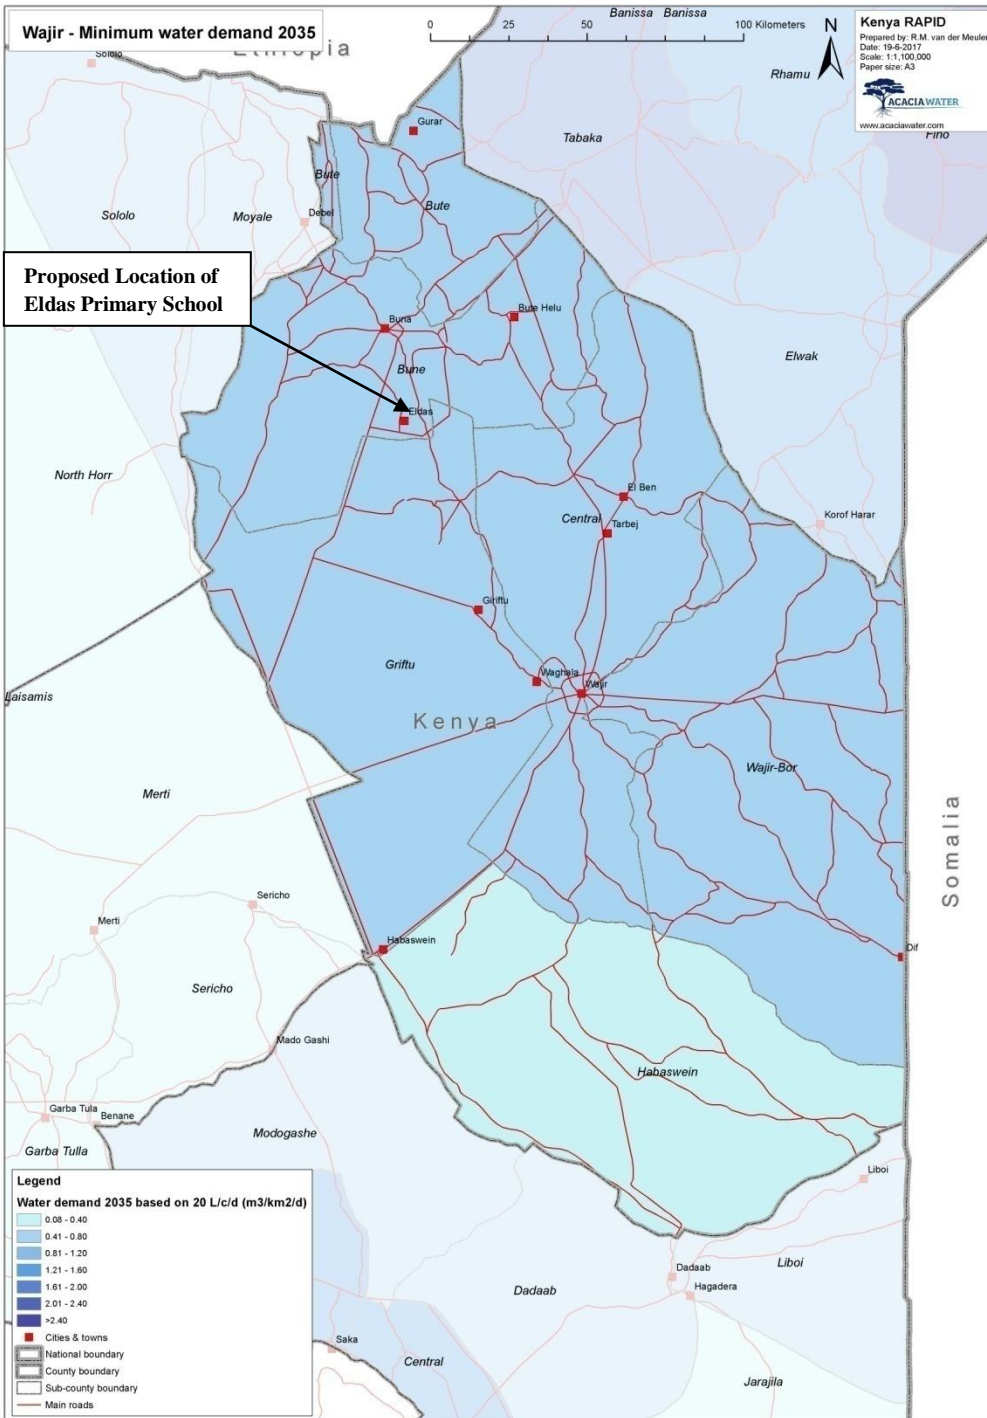 Wajir - Minimum water demand 2035
Ethiopia
0 25 50 100 Kilometers
N
Kenya RAPID
Prepared by: R.M. van der Meulen
Date: 19-6-2017
Scale: 1:1,100,000
Paper size: A3
ACACIAWATER
www.acaciawater.com
Banissa Banissa
Sololo
Rhamu
Gurar
Tabaka
Fino
Bute
Bute
Sololo
Moyale
Debel
Proposed Location of
Eldas Primary School
Buna
Bute Helu
Elwak
Bune
Eldas
North Horr
El Ben
Central
Tarbej
Korof Harar
Giriftu
Griftu
Waghala
Wajir
Laisamis
Kenya
Wajir-Bor
Merti
Somalia
Sericho
Merti
Habaswein
Dif
Sericho
Mado Gashi
Habaswein
Garba Tula
Benane
Modogashe
Garba Tulla
Liboi
Legend
Water demand 2035 based on 20 L/c/d (m3/km2/d)
0.08 - 0.40
0.41 - 0.80
0.81 - 1.20
1.21 - 1.60
1.61 - 2.00
2.01 - 2.40
>2.40
Cities & towns
National boundary
County boundary
Sub-county boundary
Main roads
Liboi
Dadaab
Dadaab
Hagadera
Saka
Central
Jarajila